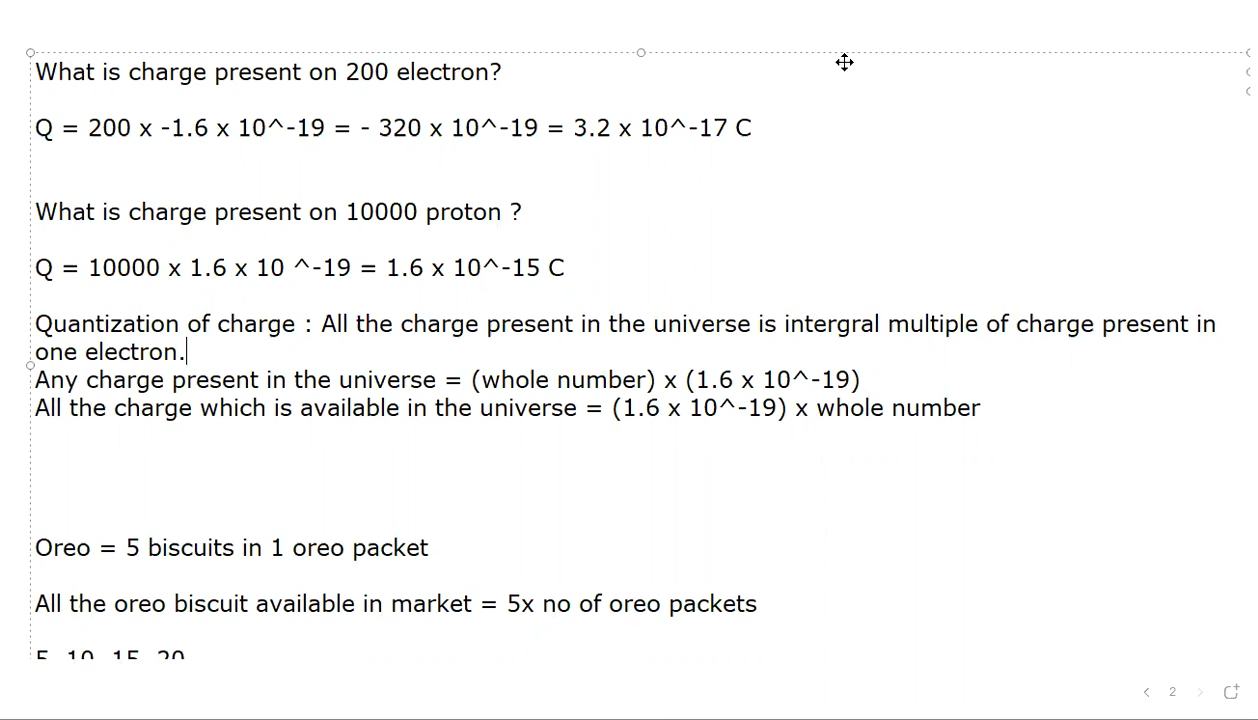 What is charge present on 200 electron?
Q = 200 x -1.6 x 10^-19 = - 320 x 10^-19 = 3.2 x 10^-17 C
What is charge present on 10000 proton ?
Q = 10000 x 1.6 x 10 ^-19 = 1.6 x 10^-15 C
Quantization of charge : All the charge present in the universe is intergral multiple of charge present in
one electron.
Any charge present in the universe = (whole number) x (1.6 x 10^-19)
All the charge which is available in the universe = (1.6 x 10^-19) x whole number
Oreo = 5 biscuits in 1 oreo packet
All the oreo biscuit available in market = 5x no of oreo packets
5, 10, 15, 20
2